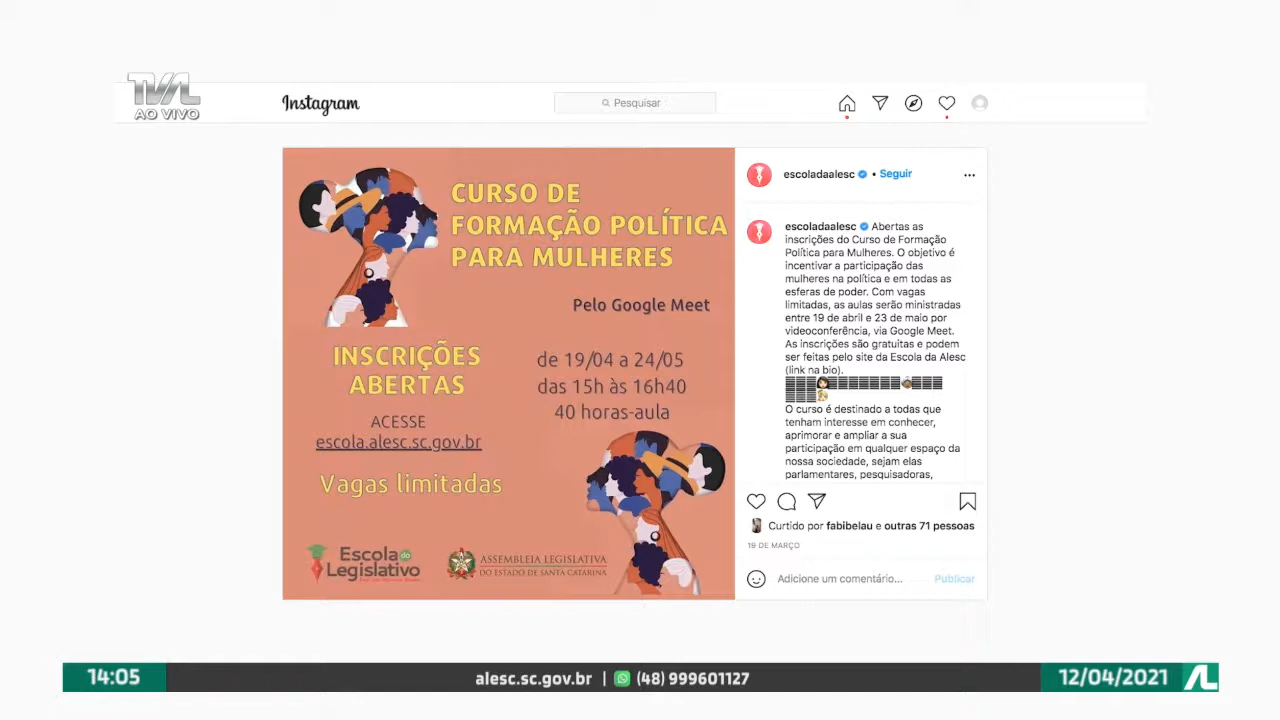 TVAL
AO VIVO
Instagram
Pesquisar
CURSO DE
FORMAÇÃO POLÍTICA
PARA MULHERES
Pelo Google Meet
INSCRIÇÕES
ABERTAS
de 19/04 a 24/05
das 15h às 16h40
40 horas-aula
ACESSE
escola.alesc.sc.gov.br
Vagas limitadas
Escola do
Legislativo
ASSEMBLEIA LEGISLATIVA
DO ESTADO DE SANTA CATARINA
escoladaalesc • Seguir
escoladaalesc Abertas as
inscrições do Curso de Formação
Política para Mulheres. O objetivo é
incentivar a participação das
mulheres na política e em todas as
esferas de poder. Com vagas
limitadas, as aulas serão ministradas
entre 19 de abril e 23 de maio por
videoconferência, via Google Meet.
As inscrições são gratuitas e podem
ser feitas pelo site da Escola da Alesc
(link na bio).
O curso é destinado a todas que
tenham interesse em conhecer,
aprimorar e ampliar a sua
participação em qualquer espaço da
nossa sociedade, sejam elas
parlamentares, pesquisadoras,
Curtido por fabibelau e outras 71 pessoas
19 DE MARÇO
Adicione um comentário... Publicar
14:05
alesc.sc.gov.br | (48) 999601127
12/04/2021